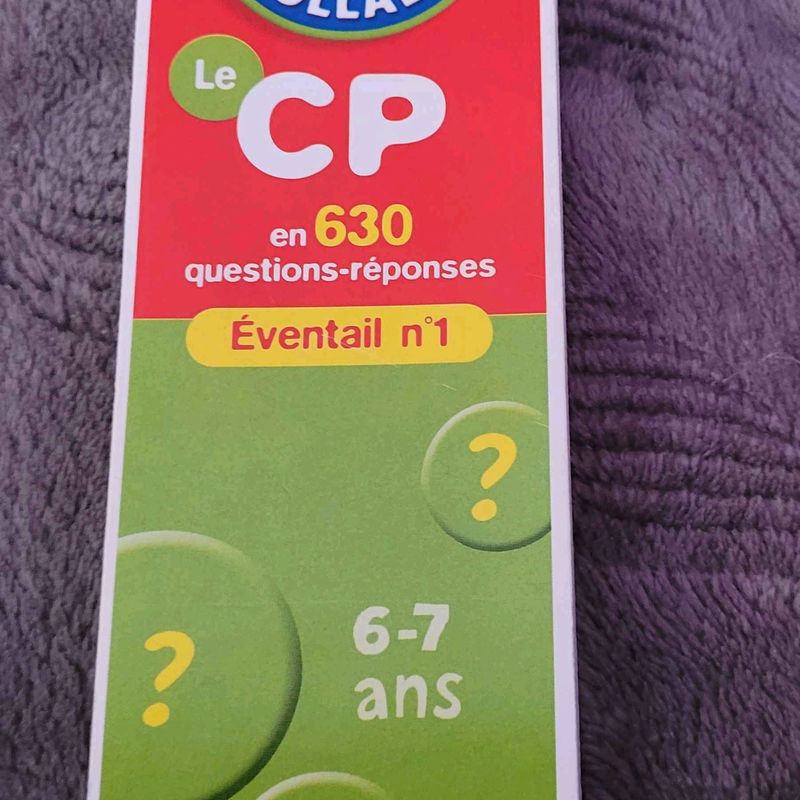 Le
CP
en 630
questions-réponses
Éventail n°1
?
?
6-7
ans